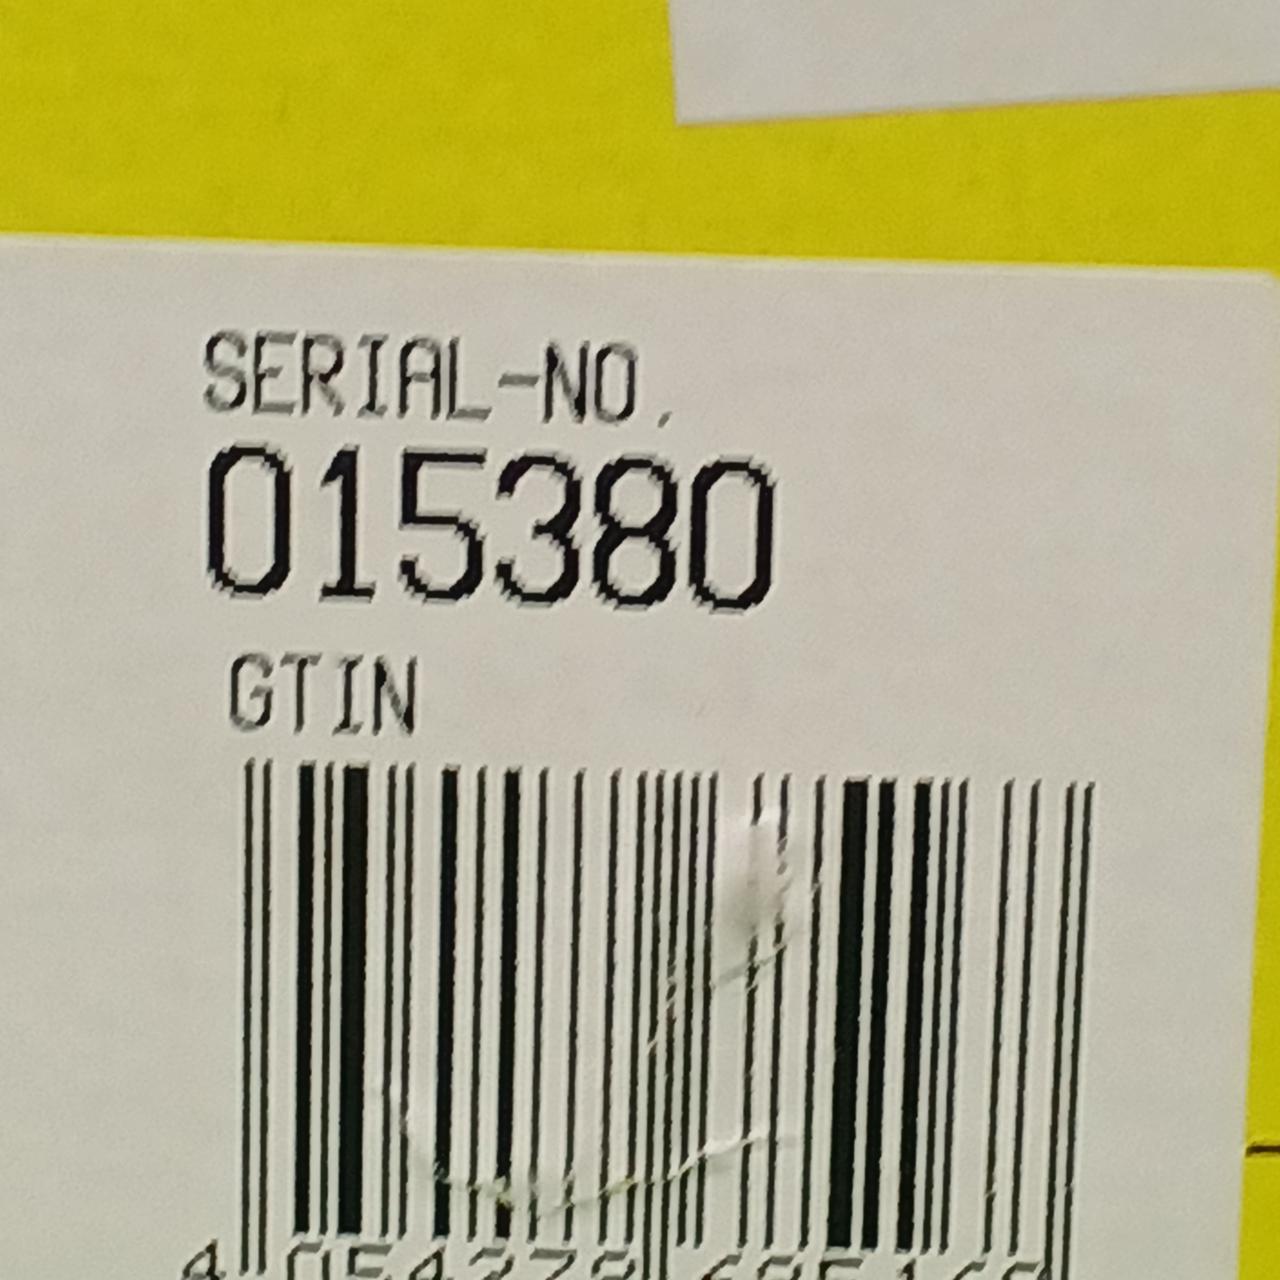 SERIAL-NO.
015380
GTIN